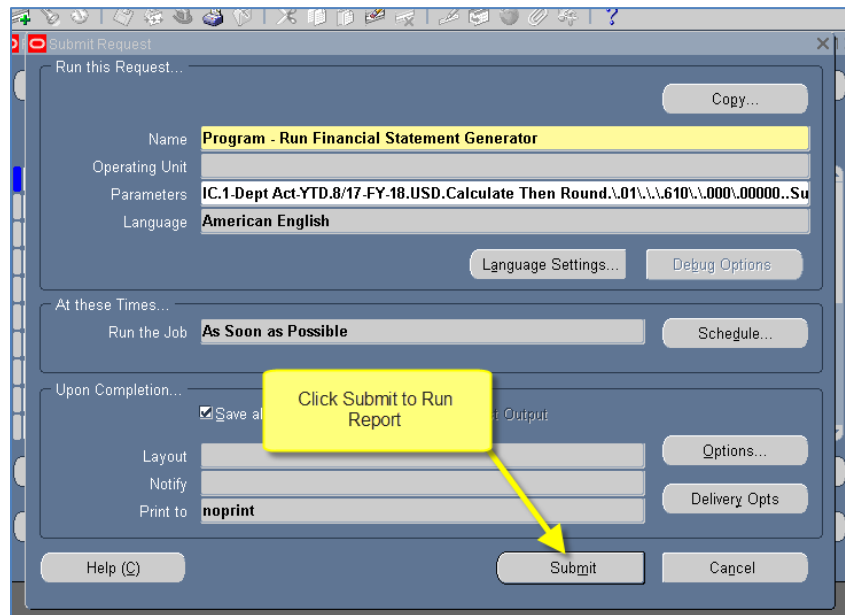 Submit Request
Run this Request...
Copy...
Name Program - Run Financial Statement Generator
Operating Unit
Parameters IC.1-Dept Act-YTD.8/17-FY-18.USD.Calculate Then Round.\.01\.\.\.610\.\.000\.00000..Su
Language American English
Language Settings... Debug Options
At these Times...
Run the Job As Soon as Possible Schedule...
Upon Completion...
Click Submit to Run
Report
Save al Output
Layout Options...
Notify
Delivery Opts
Print to noprint
Help (C) Submit Cancel